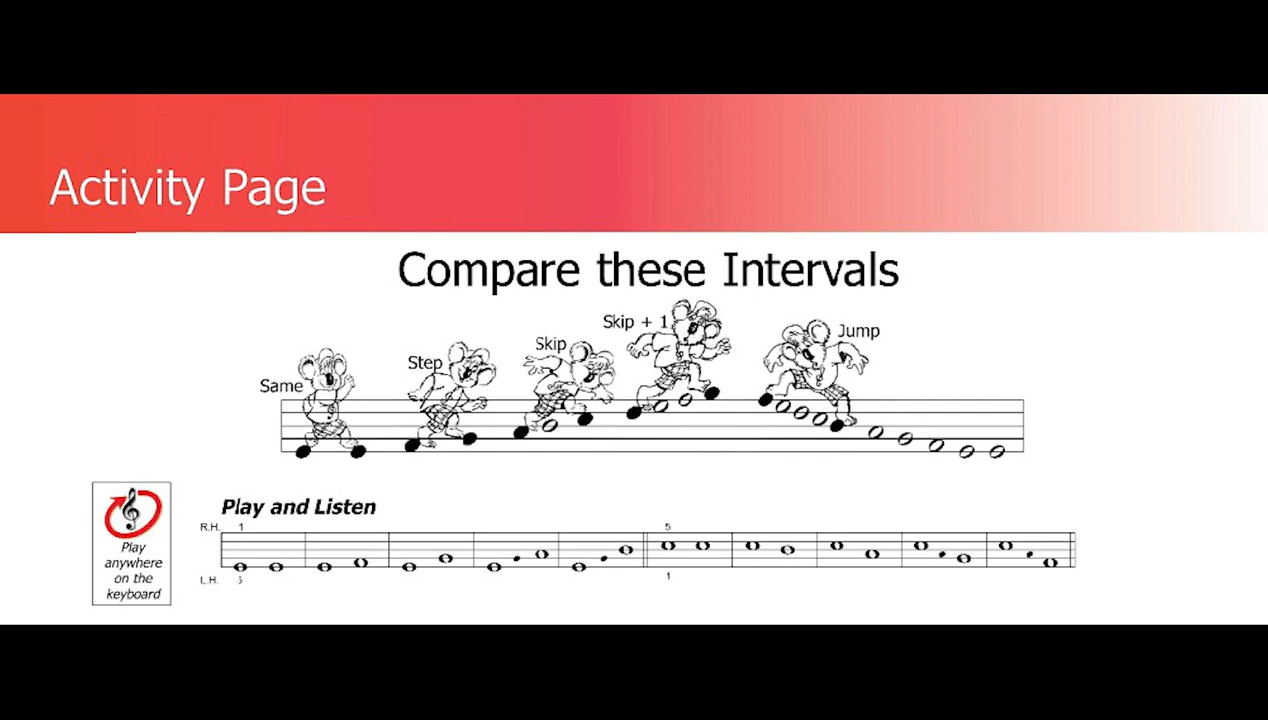 Activity Page
Compare these Intervals
Same
Step
Skip
Skip + 1
Jump
Play and Listen
R.H. 1
5
L.H. 5
1
Play
anywhere
on the
keyboard